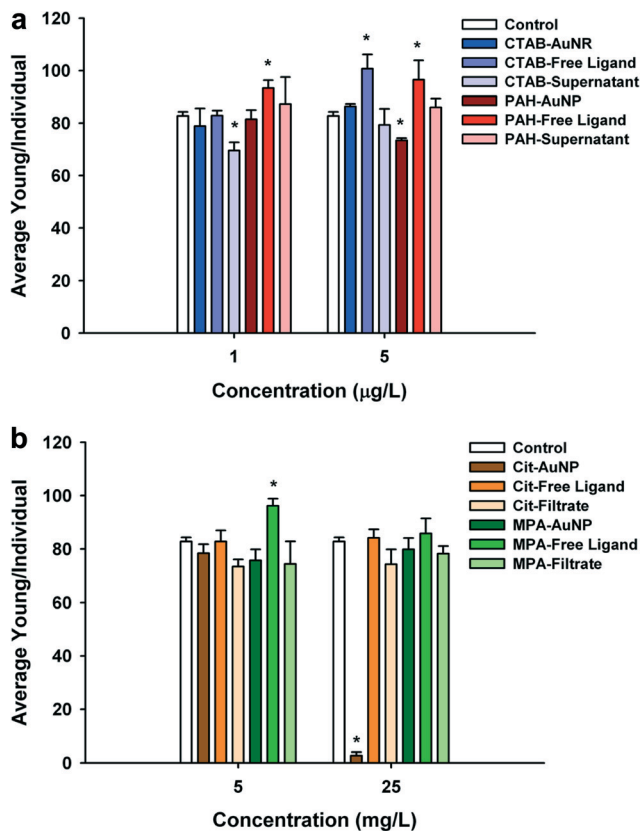 a
120
100
80
60
40
20
0
Average Young/Individual
* * * * *
1 5
Concentration (μg/L)
Control
CTAB-AuNR
CTAB-Free Ligand
CTAB-Supernatant
PAH-AuNP
PAH-Free Ligand
PAH-Supernatant
b
120
100
80
60
40
20
0
Average Young/Individual
* *
5 25
Concentration (mg/L)
Control
Cit-AuNP
Cit-Free Ligand
Cit-Filtrate
MPA-AuNP
MPA-Free Ligand
MPA-Filtrate